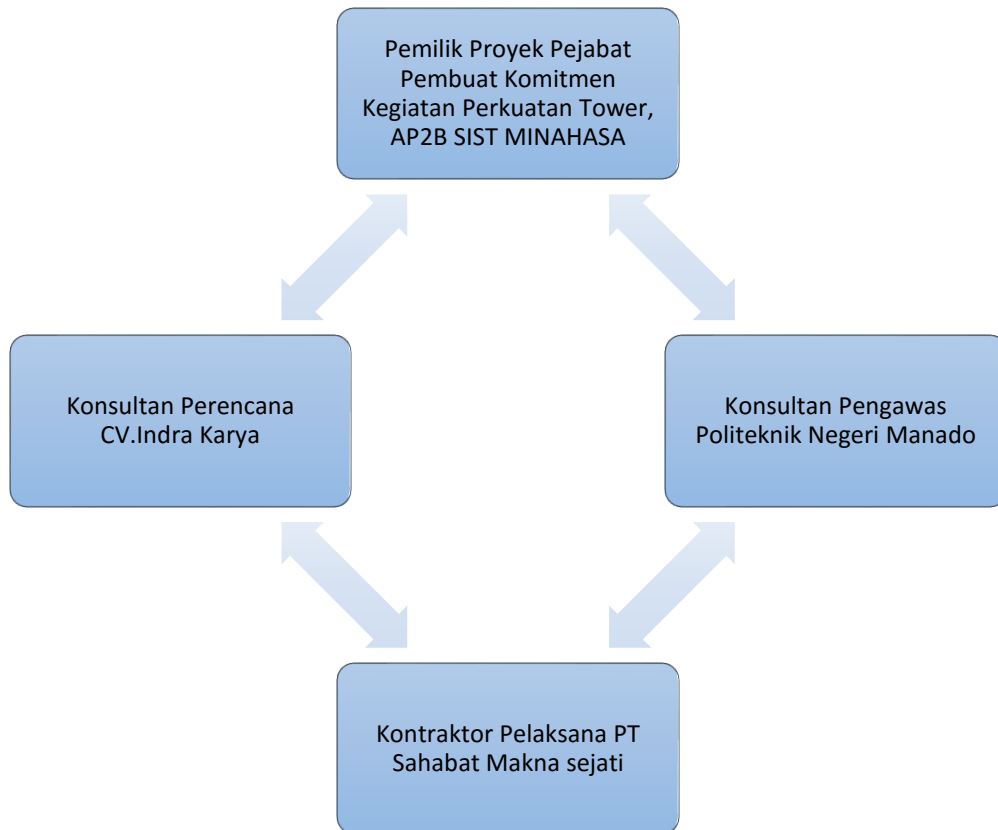 Pemilik Proyek Pejabat
Pembuat Komitmen
Kegiatan Perkuatan Tower,
AP2B SIST MINAHASA
Konsultan Perencana
CV.Indra Karya
Konsultan Pengawas
Politeknik Negeri Manado
Kontraktor Pelaksana PT
Sahabat Makna sejati